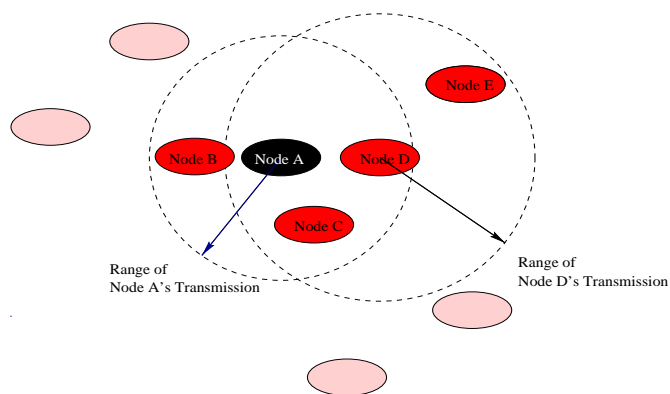 Node E
Node B
Node A
Node D
Node C
Range of
Node A's Transmission
Range of
Node D's Transmission